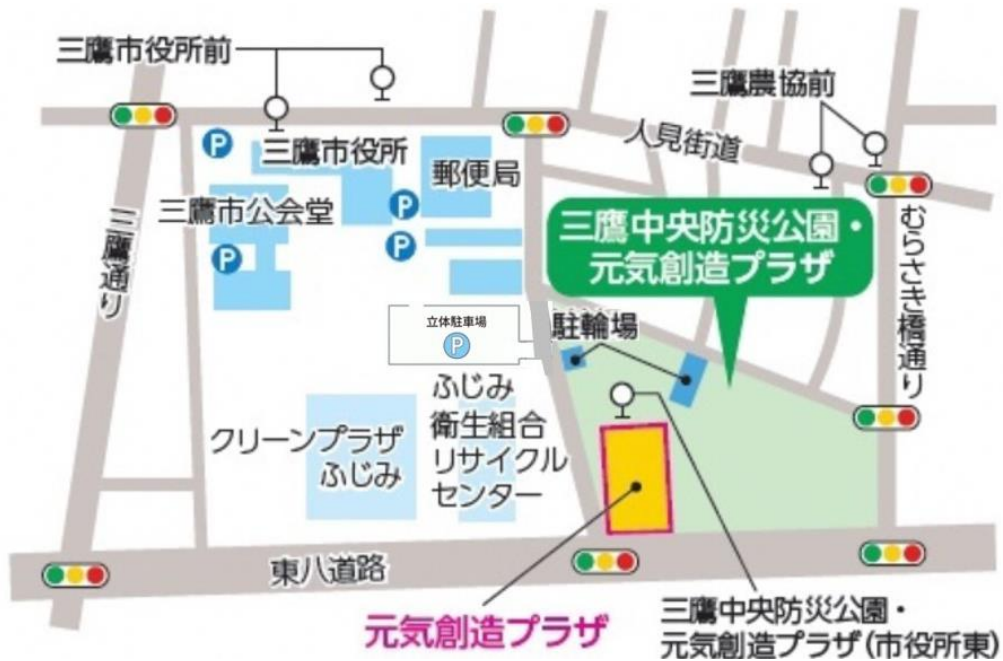 三鷹市役所前
三鷹農協前
人見街道
P
三鷹市役所
郵便局
三鷹市公会堂
P
P
P
三鷹通り
三鷹中央防災公園・
元気創造プラザ
むらさき橋通り
立体駐車場
P
駐輪場
ふじみ
衛生組合
リサイクル
センター
クリーンプラザ
ふじみ
東八道路
元気創造プラザ
三鷹中央防災公園・
元気創造プラザ(市役所東)